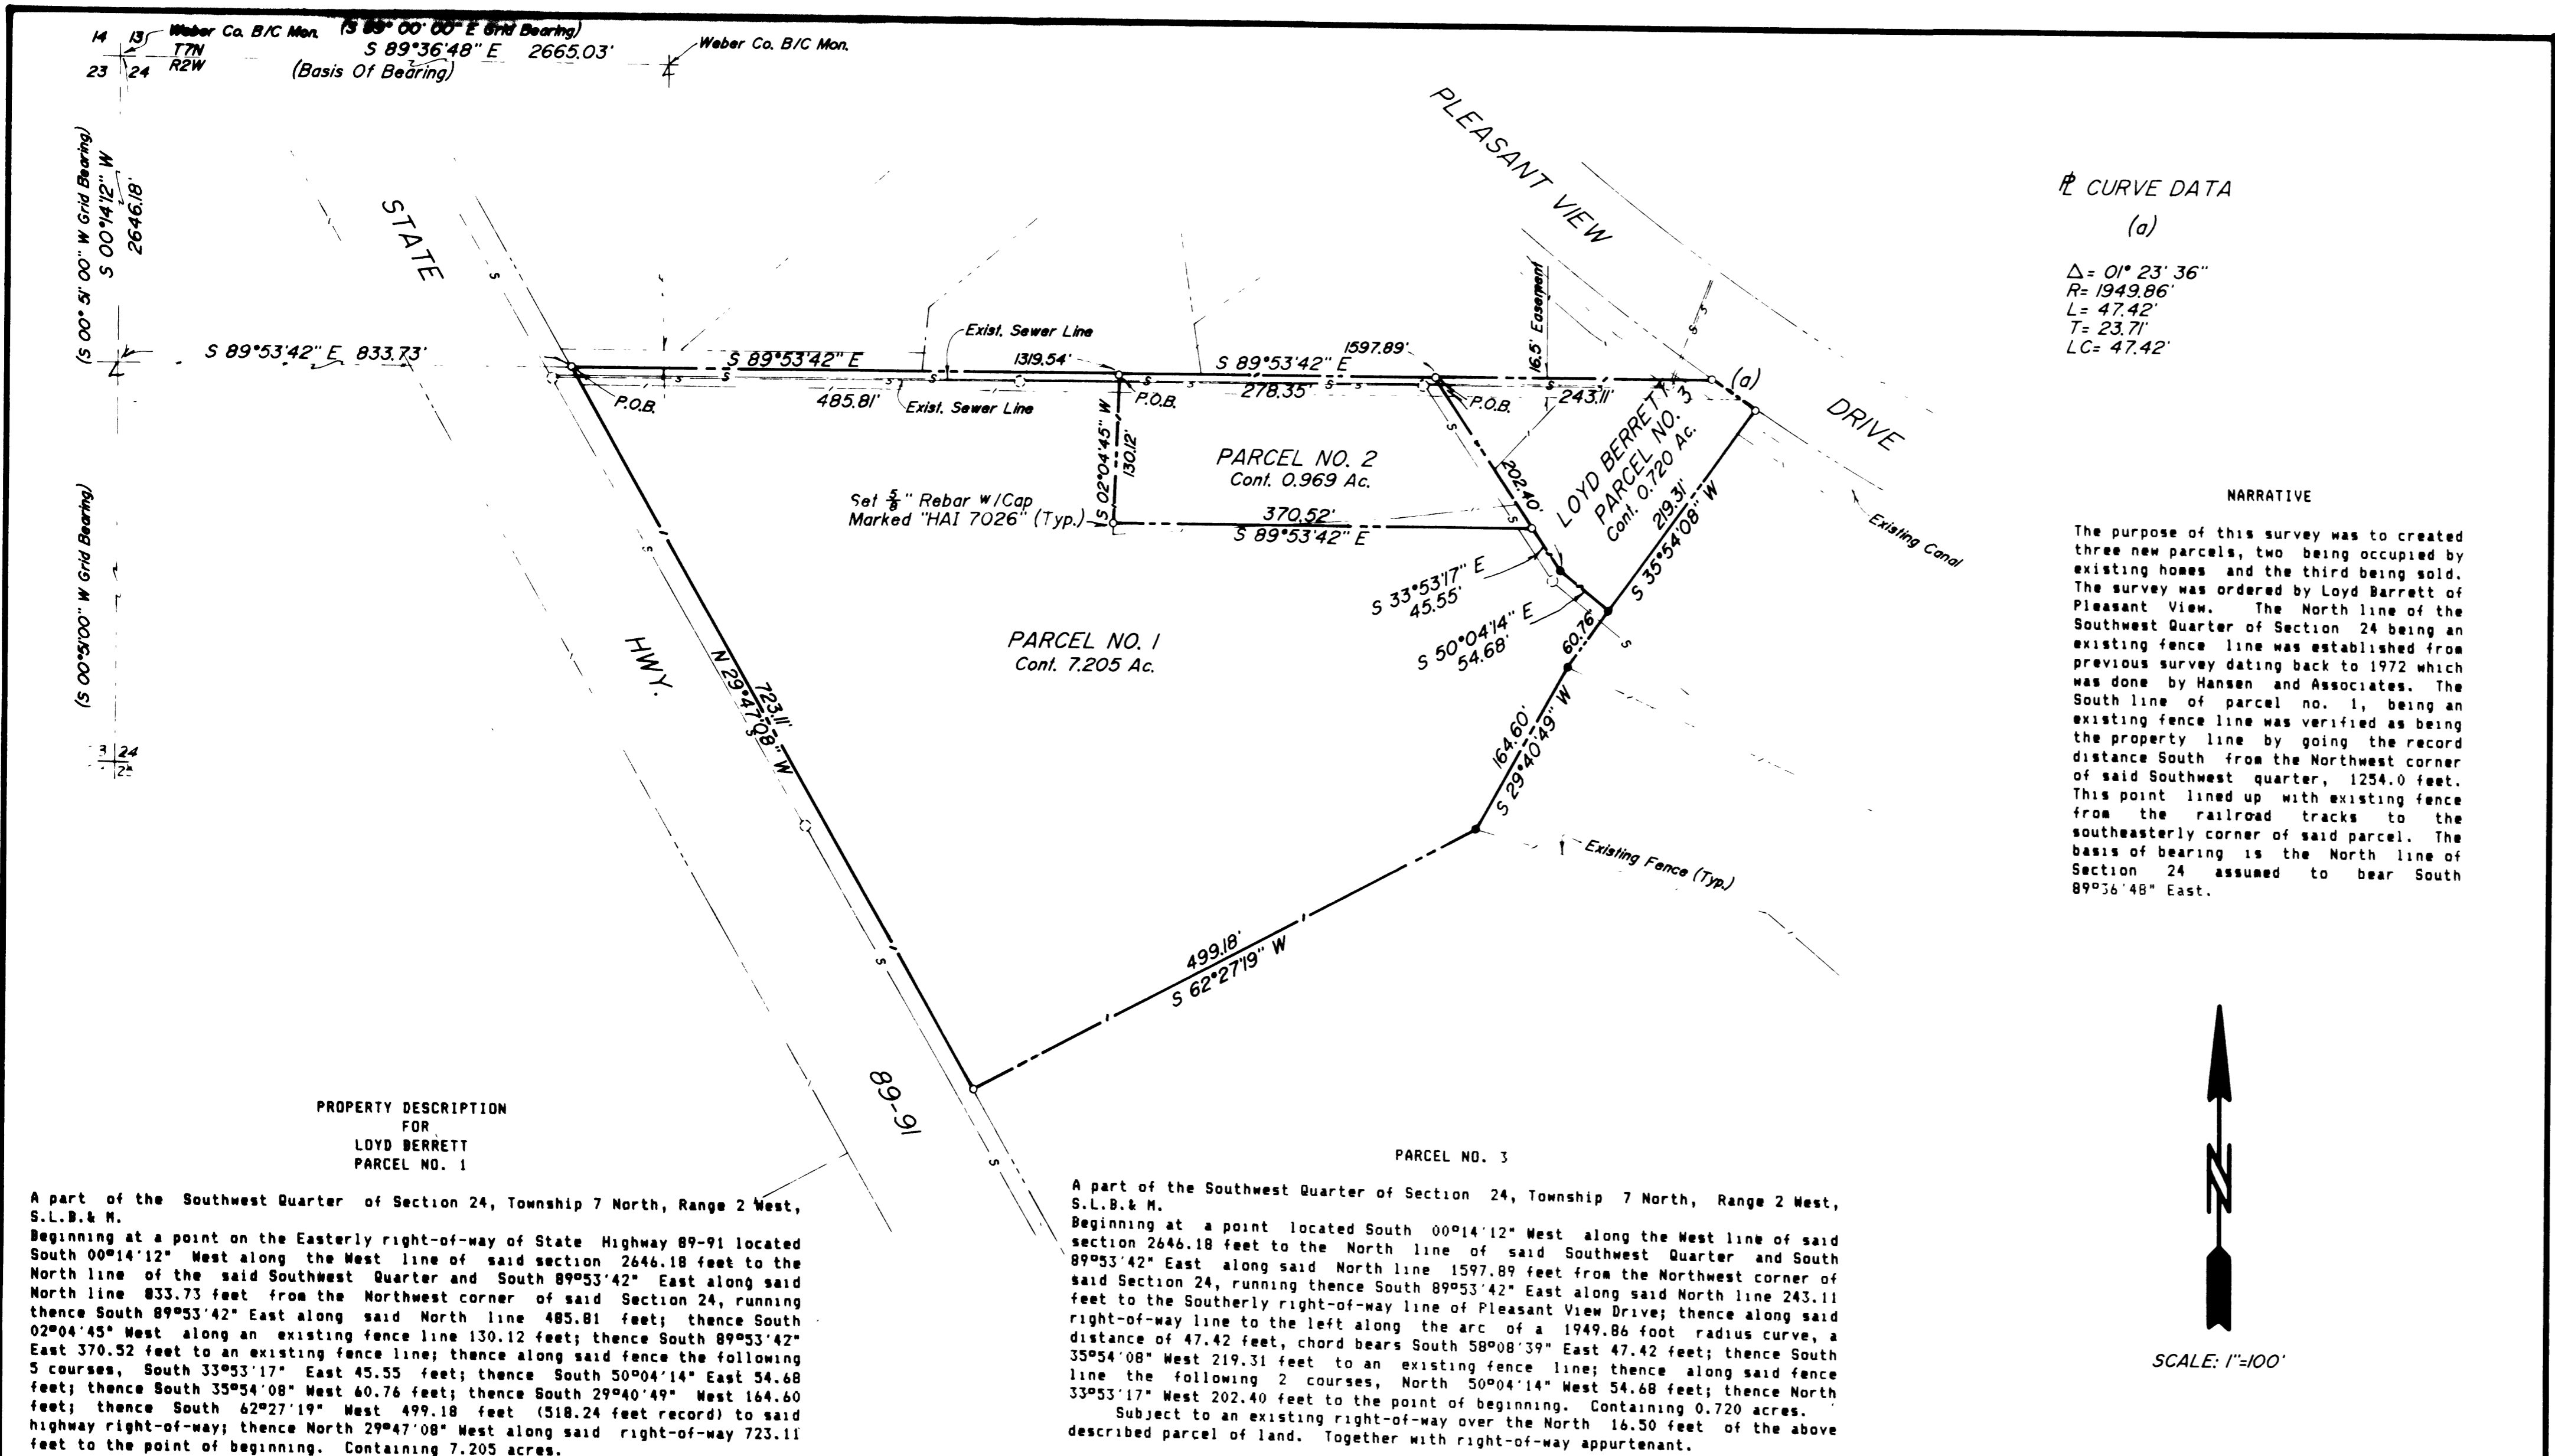 14 13 Weber Co. B/C Mon. (S 89° 00' 00" E Grid Bearing)
T7N S 89°36'48" E 2665.03' Weber Co. B/C Mon.
23 24 R2W (Basis Of Bearing)
(S 00° 51' 00" W Grid Bearing)
S 00°14'12" W
2646.18'
(S 00°51'00" W Grid Bearing)
24
S 89°53'42" E 833.73'
STATE
HWY.
89-91
PLEASANT VIEW
DRIVE
Exist. Sewer Line
S 89°53'42" E
1319.54'
S 89°53'42" E
1597.89'
16.5' Easement
P.O.B.
485.81'
Exist. Sewer Line
P.O.B.
278.35'
P.O.B.
243.11'
(a)
S 02°04'45" W
130.12'
PARCEL NO. 2
Cont. 0.969 Ac.
202.40'
LOYD BERRETT
PARCEL NO. 3
Cont. 0.720 Ac.
219.31'
S 35°54'08" W
Set 5/8" Rebar w/Cap
Marked "HAI 7026" (Typ.)
370.52'
S 89°53'42" E
Existing Canal
S 33°53'17" E
45.55'
S 50°04'14" E
54.68'
60.76'
PARCEL NO. 1
Cont. 7.205 Ac.
723.11'
N 29°47'08" W
164.60'
S 29°40'49" W
Existing Fence (Typ.)
499.18'
S 62°27'19" W
S
℄ CURVE DATA
(a)
Δ= 01° 23' 36"
R= 1949.86'
L= 47.42'
T= 23.71'
LC= 47.42'
NARRATIVE
The purpose of this survey was to created
three new parcels, two being occupied by
existing homes and the third being sold.
The survey was ordered by Loyd Barrett of
Pleasant View. The North line of the
Southwest Quarter of Section 24 being an
existing fence line was established from
previous survey dating back to 1972 which
was done by Hansen and Associates. The
South line of parcel no. 1, being an
existing fence line was verified as being
the property line by going the record
distance South from the Northwest corner
of said Southwest quarter, 1254.0 feet.
This point lined up with existing fence
from the railroad tracks to the
southeasterly corner of said parcel. The
basis of bearing is the North line of
Section 24 assumed to bear South
89°36'48" East.
SCALE: 1"=100'
PROPERTY DESCRIPTION
FOR
LOYD BERRETT
PARCEL NO. 1
A part of the Southwest Quarter of Section 24, Township 7 North, Range 2 West,
S.L.B.& M.
Beginning at a point on the Easterly right-of-way of State Highway 89-91 located
South 00°14'12" West along the West line of said section 2646.18 feet to the
North line of the said Southwest Quarter and South 89°53'42" East along said
North line 833.73 feet from the Northwest corner of said Section 24, running
thence South 89°53'42" East along said North line 485.81 feet; thence South
02°04'45" West along an existing fence line 130.12 feet; thence South 89°53'42"
East 370.52 feet to an existing fence line; thence along said fence the following
5 courses, South 33°53'17" East 45.55 feet; thence South 50°04'14" East 54.68
feet; thence South 35°54'08" West 60.76 feet; thence South 29°40'49" West 164.60
feet; thence South 62°27'19" West 499.18 feet (518.24 feet record) to said
highway right-of-way; thence North 29°47'08" West along said right-of-way 723.11
feet to the point of beginning. Containing 7.205 acres.
PARCEL NO. 3
A part of the Southwest Quarter of Section 24, Township 7 North, Range 2 West,
S.L.B.& M.
Beginning at a point located South 00°14'12" West along the West line of said
section 2646.18 feet to the North line of said Southwest Quarter and South
89°53'42" East along said North line 1597.89 feet from the Northwest corner of
said Section 24, running thence South 89°53'42" East along said North line 243.11
feet to the Southerly right-of-way line of Pleasant View Drive; thence along said
right-of-way line to the left along the arc of a 1949.86 foot radius curve, a
distance of 47.42 feet, chord bears South 58°08'39" East 47.42 feet; thence South
35°54'08" West 219.31 feet to an existing fence line; thence along said fence
line the following 2 courses, North 50°04'14" West 54.68 feet; thence North
33°53'17" West 202.40 feet to the point of beginning. Containing 0.720 acres.
Subject to an existing right-of-way over the North 16.50 feet of the above
described parcel of land. Together with right-of-way appurtenant.